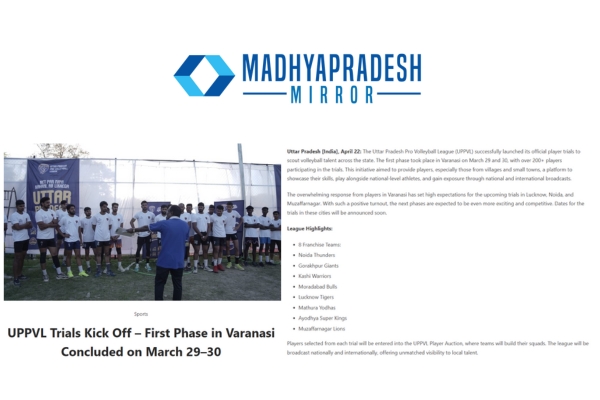 MADHYAPRADESH
MIRROR
UTTAR
Sports
UPPVL Trials Kick Off – First Phase in Varanasi
Concluded on March 29–30
Uttar Pradesh [India], April 22: The Uttar Pradesh Pro Volleyball League (UPPVL) successfully launched its official player trials to
scout volleyball talent across the state. The first phase took place in Varanasi on March 29 and 30, with over 200+ players
participating in the trials. This initiative aimed to provide players, especially those from villages and small towns, a platform to
showcase their skills, play alongside national-level athletes, and gain exposure through national and international broadcasts.
The overwhelming response from players in Varanasi has set high expectations for the upcoming trials in Lucknow, Noida, and
Muzaffarnagar. With such a positive turnout, the next phases are expected to be even more exciting and competitive. Dates for the
trials in these cities will be announced soon.
League Highlights:
8 Franchise Teams:
Noida Thunders
Gorakhpur Giants
Kashi Warriors
Moradabad Bulls
Lucknow Tigers
Mathura Yodhas
Ayodhya Super Kings
Muzaffarnagar Lions
Players selected from each trial will be entered into the UPPVL Player Auction, where teams will build their squads. The league will be
broadcast nationally and internationally, offering unmatched visibility to local talent.